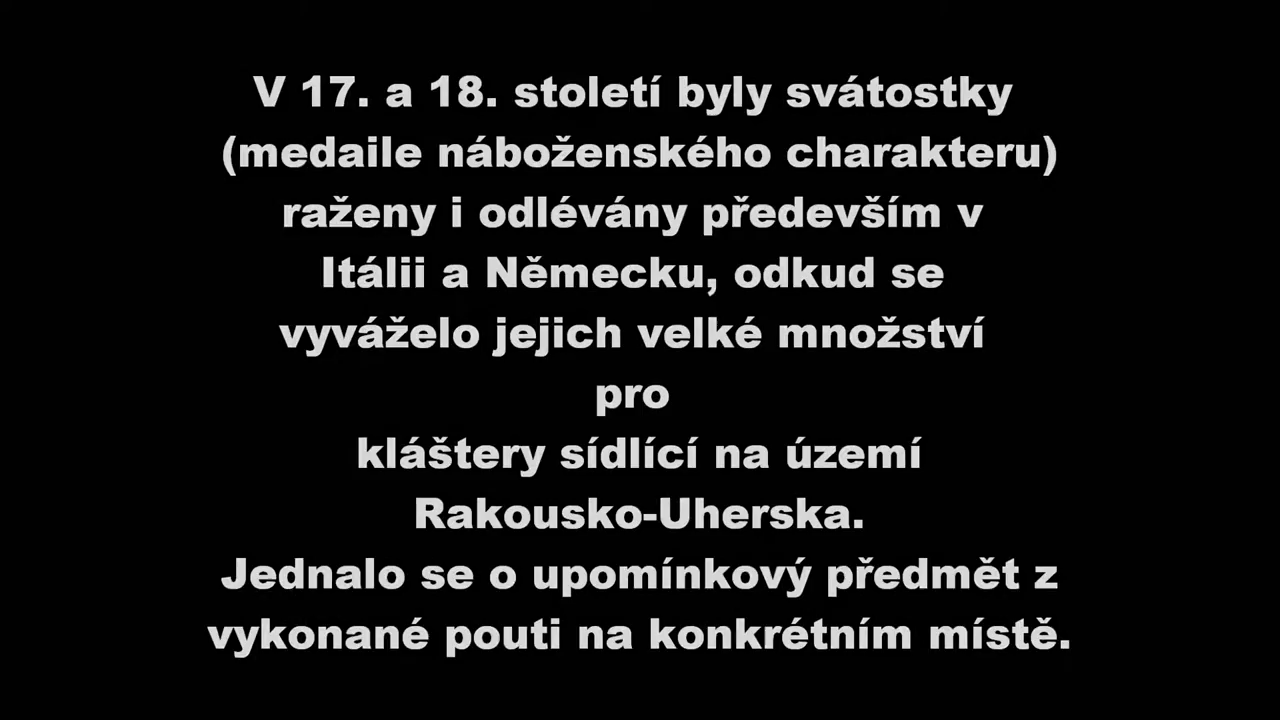 V 17. a 18. století byly svátostky
(medaile náboženského charakteru)
raženy i odlévány především v
Itálii a Německu, odkud se
vyváželo jejich velké množství
pro
kláštery sídlící na území
Rakousko-Uherska.
Jednalo se o upomínkový předmět z
vykonané pouti na konkrétním místě.